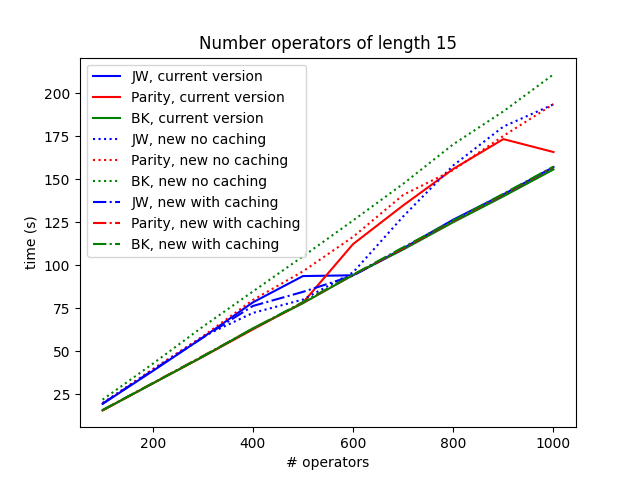 Number operators of length 15
JW, current version
Parity, current version
BK, current version
JW, new no caching
Parity, new no caching
BK, new no caching
JW, new with caching
Parity, new with caching
BK, new with caching
time (s)
200
175
150
125
100
75
50
25
200 400 600 800 1000
# operators